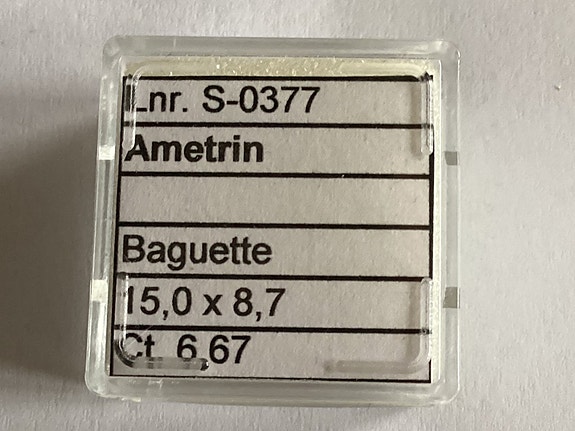 Lnr. S-0377
Ametrin
Baguette
15,0 x 8,7
Ct. 6,67